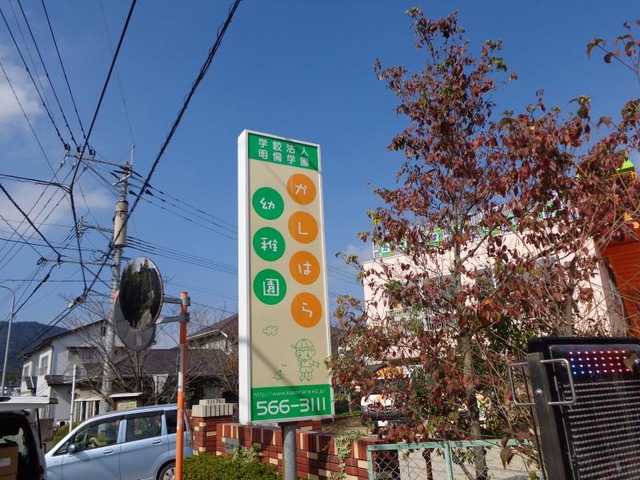 学校法人
明倫学園
かしはら
幼稚園
566-3111